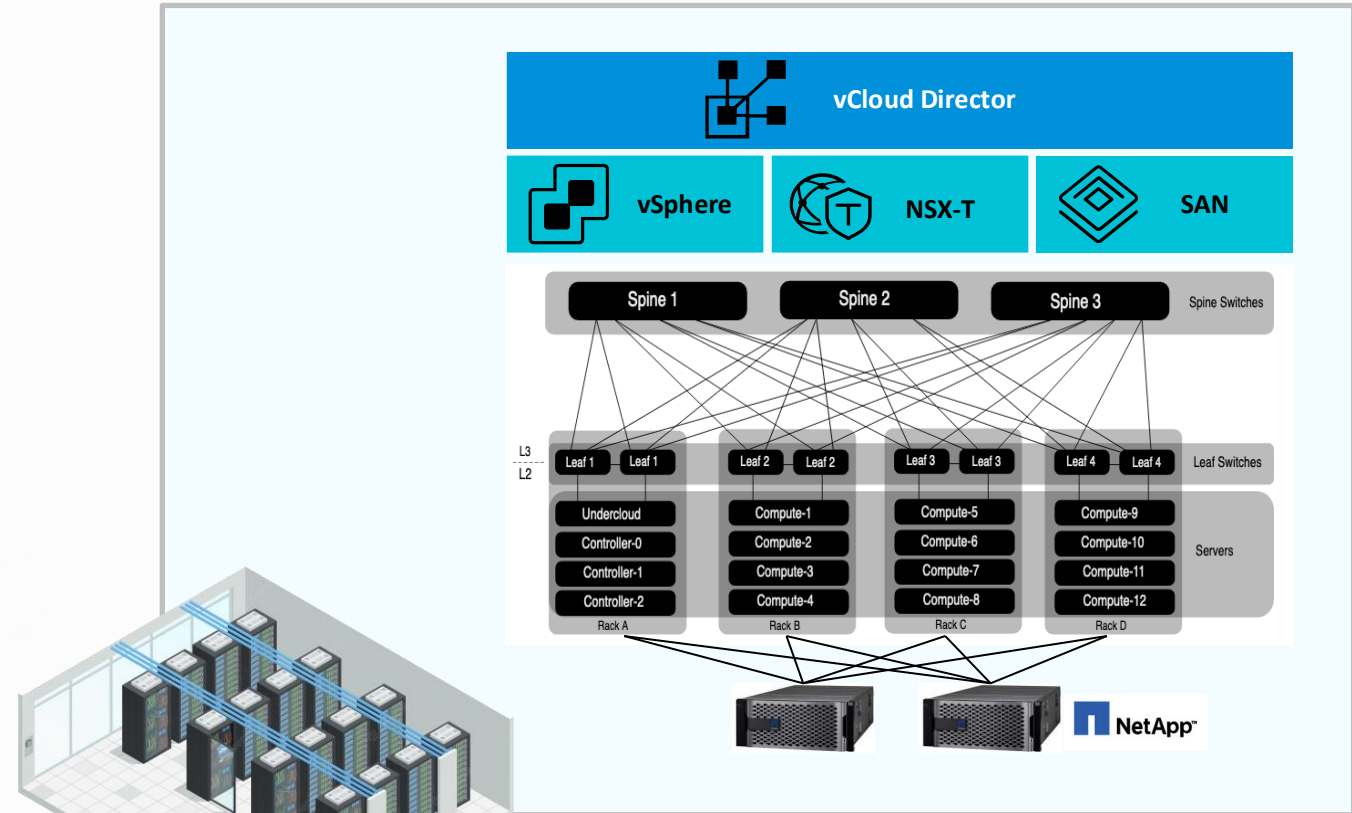 vCloud Director
vSphere
NSX-T
SAN
Spine 1
Spine 2
Spine 3
Spine Switches
L3
L2
Leaf 1
Leaf 1
Leaf 2
Leaf 2
Leaf 3
Leaf 3
Leaf 4
Leaf 4
Leaf Switches
Undercloud
Compute-1
Compute-5
Compute-9
Controller-0
Compute-2
Compute-6
Compute-10
Servers
Controller-1
Compute-3
Compute-7
Compute-11
Controller-2
Compute-4
Compute-8
Compute-12
Rack A
Rack B
Rack C
Rack D
NetApp™